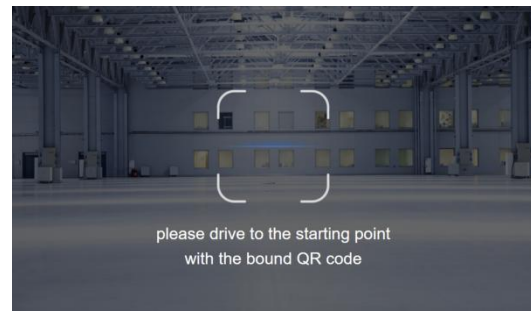 please drive to the starting point
with the bound QR code